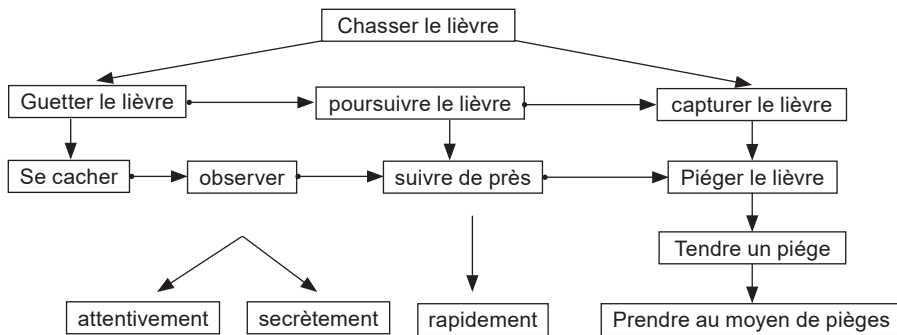 Chasser le lièvre
Guetter le lièvre
poursuivre le lièvre
capturer le lièvre
Se cacher
observer
suivre de près
Piéger le lièvre
Tendre un piége
attentivement
secrètement
rapidement
Prendre au moyen de pièges